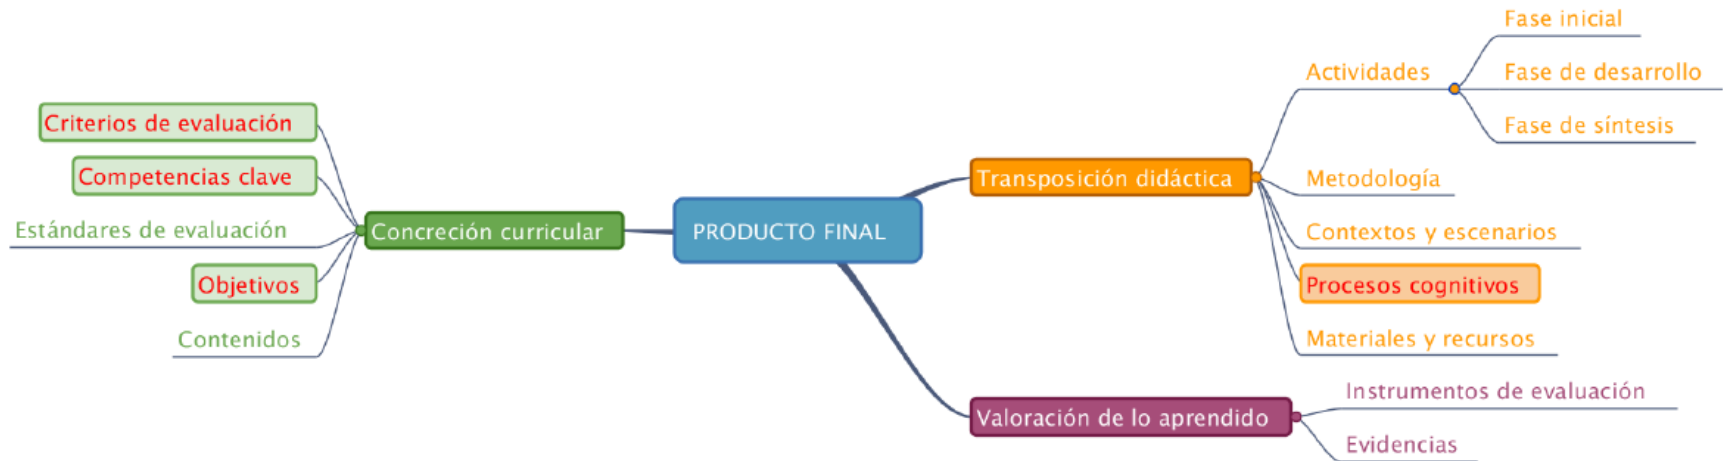 Criterios de evaluación
Competencias clave
Estándares de evaluación
Objetivos
Contenidos
Concreción curricular
PRODUCTO FINAL
Transposición didáctica
Actividades
Fase inicial
Fase de desarrollo
Fase de síntesis
Metodología
Contextos y escenarios
Procesos cognitivos
Materiales y recursos
Valoración de lo aprendido
Instrumentos de evaluación
Evidencias